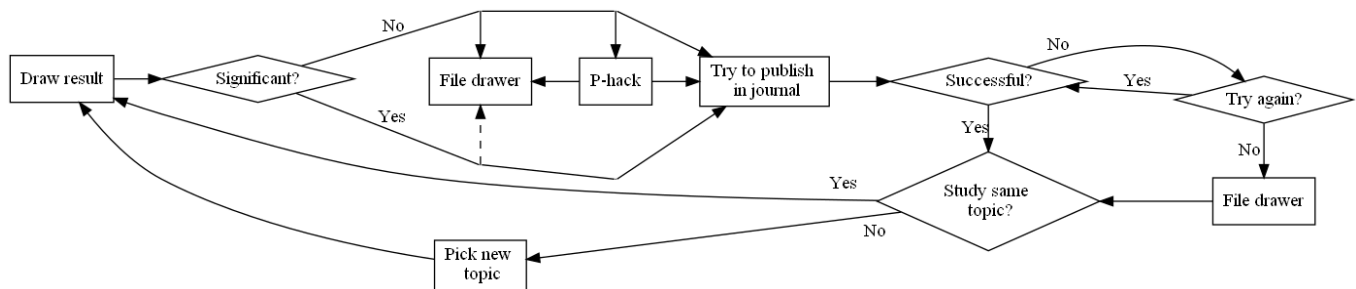 No
Draw result
Significant?
File drawer
P-hack
Try to publish
in journal
Successful?
No
Yes
Try again?
Yes
Yes
No
Yes
Study same
topic?
File drawer
No
Pick new
topic